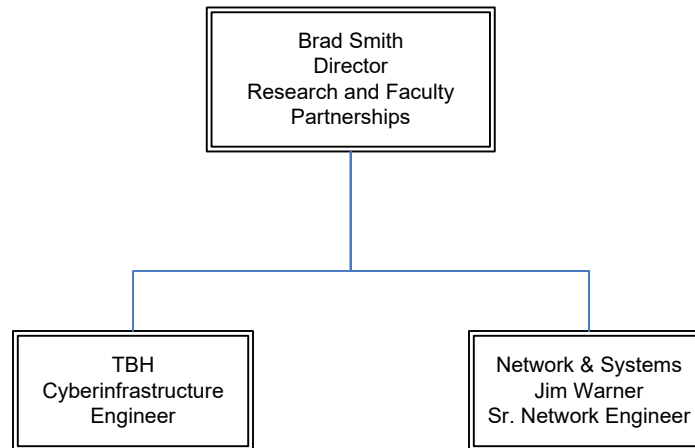 Brad Smith
Director
Research and Faculty
Partnerships
TBH
Cyberinfrastructure
Engineer
Network & Systems
Jim Warner
Sr. Network Engineer